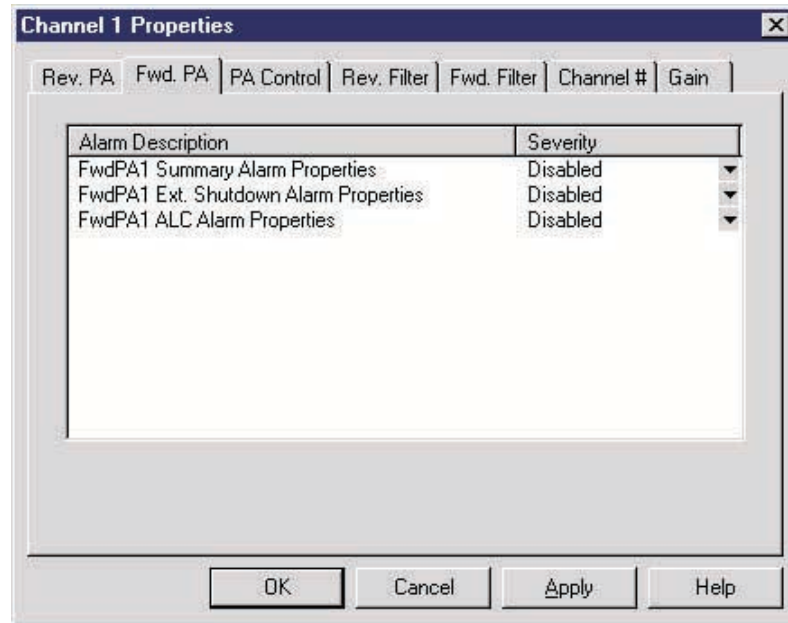 Channel 1 Properties
Rev. PA Fwd. PA PA Control Rev. Filter Fwd. Filter Channel # Gain
Alarm Description Severity
FwdPA1 Summary Alarm Properties Disabled
FwdPA1 Ext. Shutdown Alarm Properties Disabled
FwdPA1 ALC Alarm Properties Disabled
OK Cancel Apply Help